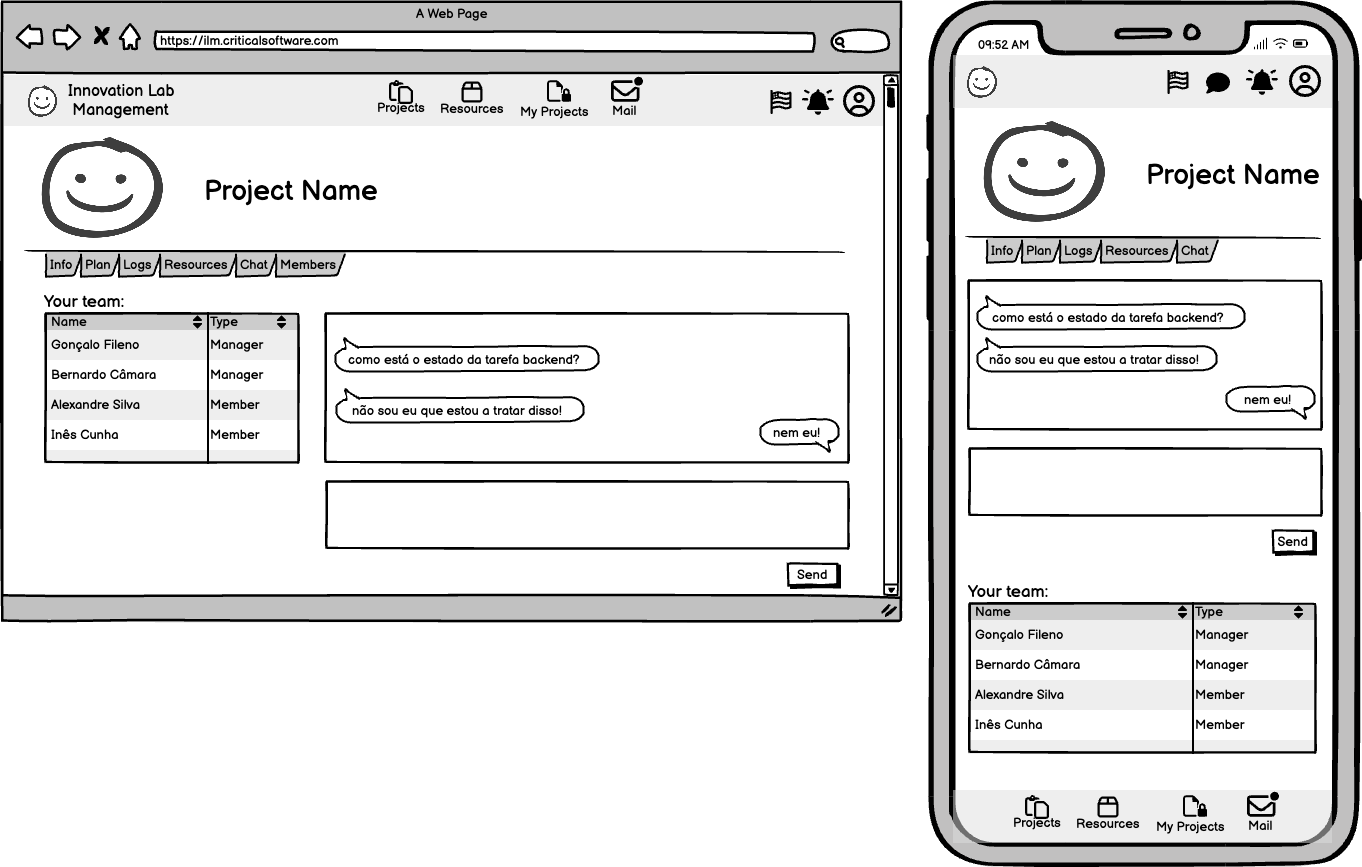 A Web Page
https://ilm.criticalsoftware.com
Innovation Lab
Management
Projects
Resources
My Projects
Mail
Project Name
Info
Plan
Logs
Resources
Chat
Members
Your team:
Name Type
Gonçalo Fileno Manager
Bernardo Câmara Manager
Alexandre Silva Member
Inês Cunha Member
como está o estado da tarefa backend?
não sou eu que estou a tratar disso!
nem eu!
Send
09:52 AM
Project Name
Info
Plan
Logs
Resources
Chat
como está o estado da tarefa backend?
não sou eu que estou a tratar disso!
nem eu!
Send
Your team:
Name Type
Gonçalo Fileno Manager
Bernardo Câmara Manager
Alexandre Silva Member
Inês Cunha Member
Projects
Resources
My Projects
Mail